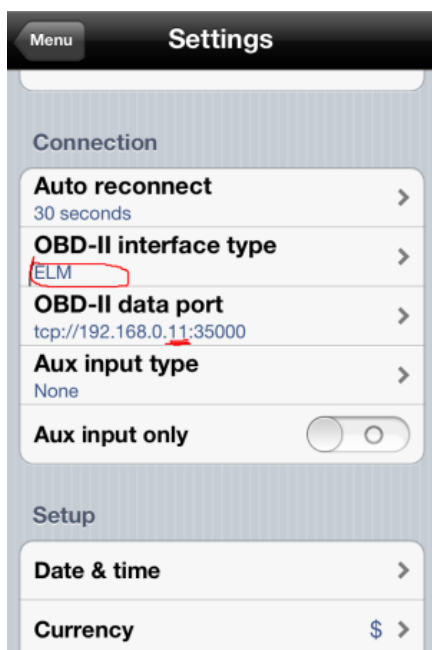 Menu
Settings
Connection
Auto reconnect
30 seconds
OBD-II interface type
ELM
OBD-II data port
tcp://192.168.0.11:35000
Aux input type
None
Aux input only
Setup
Date & time
Currency
$